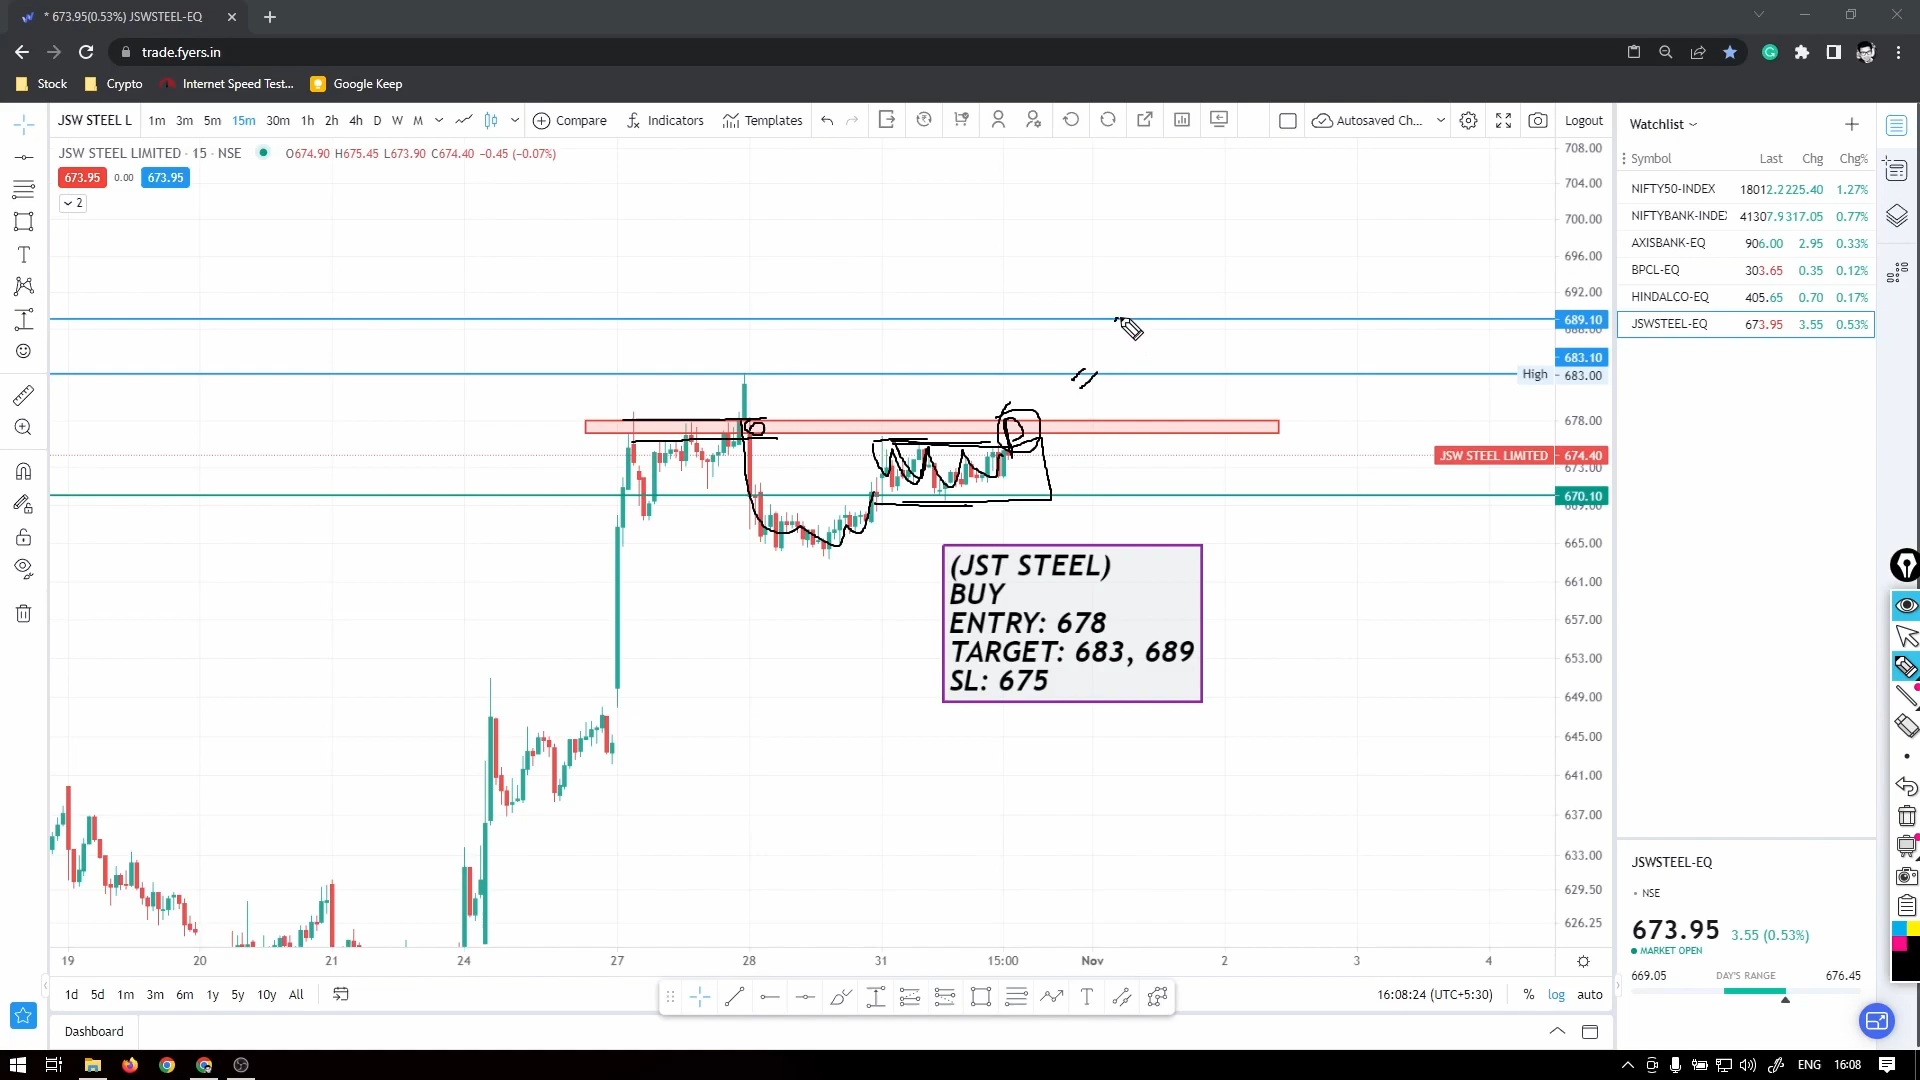 * 673.95(0.53%) JSWSTEEL-EQ
trade.fyers.in
Stock
Crypto
Internet Speed Test...
Google Keep
JSW STEEL L
1m 3m 5m 15m 30m 1h 2h 4h D W M
Compare
Indicators
Templates
Autosaved Ch...
Logout
JSW STEEL LIMITED · 15 · NSE
O674.90 H675.45 L673.90 C674.40 −0.45 (−0.07%)
673.95 0.00 673.95
2
708.00
704.00
700.00
696.00
692.00
689.10
688.00
683.10
High
683.00
678.00
JSW STEEL LIMITED 674.40
673.00
670.10
669.00
665.00
661.00
657.00
653.00
649.00
645.00
641.00
637.00
633.00
629.50
626.25
(JST STEEL)
BUY
ENTRY: 678
TARGET: 683, 689
SL: 675
19 20 21 24 27 28 31 15:00 Nov 2 3 4
1d 5d 1m 3m 6m 1y 5y 10y All
16:08:24 (UTC+5:30)
% log auto
Dashboard
Watchlist
Symbol Last Chg Chg%
NIFTY50-INDEX 18012.2 225.40 1.27%
NIFTYBANK-INDE 41307.9 317.05 0.77%
AXISBANK-EQ 906.00 2.95 0.33%
BPCL-EQ 303.65 0.35 0.12%
HINDALCO-EQ 405.65 0.70 0.17%
JSWSTEEL-EQ 673.95 3.55 0.53%
JSWSTEEL-EQ
NSE
673.95 3.55 (0.53%)
MARKET OPEN
669.05 DAY'S RANGE 676.45
ENG 16:08